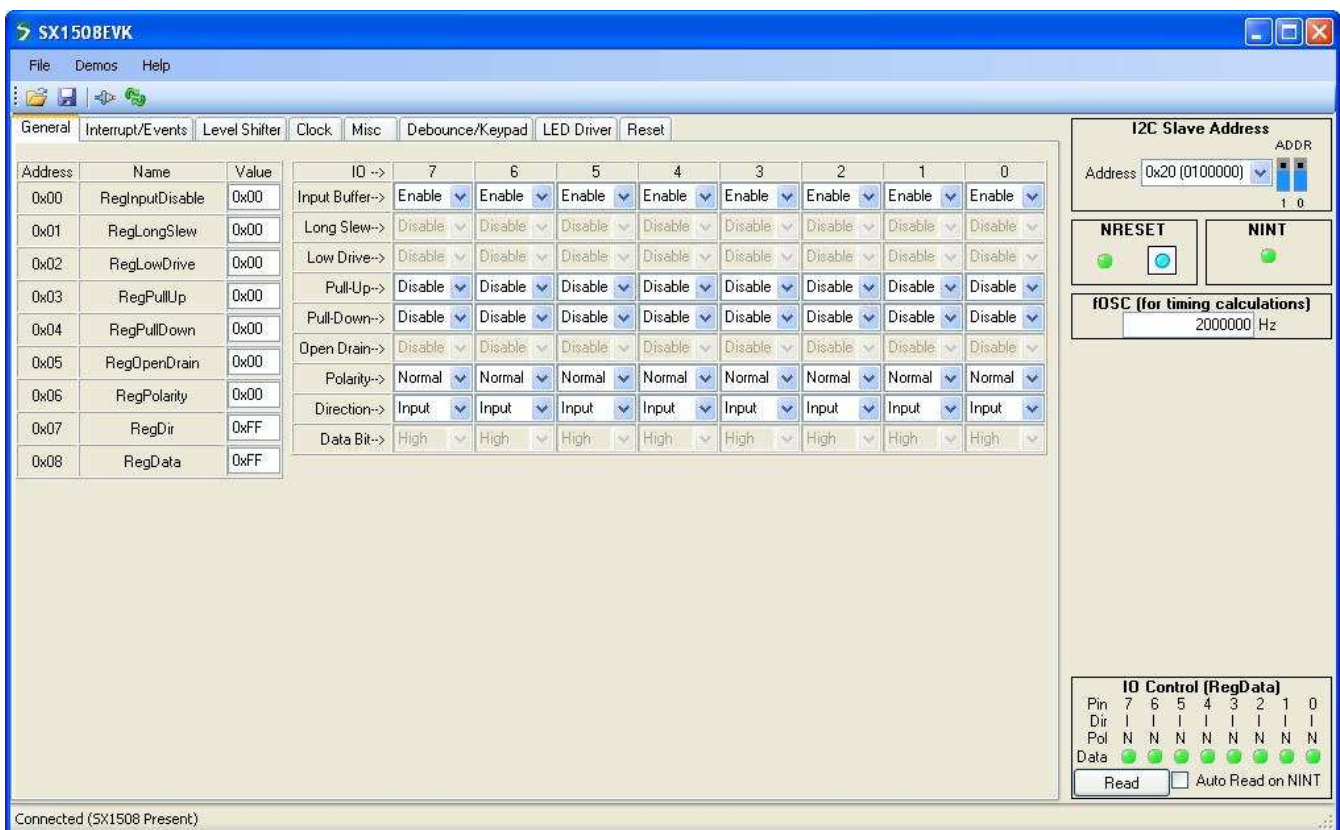 SX1508EVK
File Demos Help
General Interrupt/Events Level Shifter Clock Misc Debounce/Keypad LED Driver Reset
Address Name Value
0x00 RegInputDisable 0x00
0x01 RegLongSlew 0x00
0x02 RegLowDrive 0x00
0x03 RegPullUp 0x00
0x04 RegPullDown 0x00
0x05 RegOpenDrain 0x00
0x06 RegPolarity 0x00
0x07 RegDir 0xFF
0x08 RegData 0xFF
IO --> 7 6 5 4 3 2 1 0
Input Buffer--> Enable Enable Enable Enable Enable Enable Enable Enable
Long Slew--> Disable Disable Disable Disable Disable Disable Disable Disable
Low Drive--> Disable Disable Disable Disable Disable Disable Disable Disable
Pull-Up--> Disable Disable Disable Disable Disable Disable Disable Disable
Pull-Down--> Disable Disable Disable Disable Disable Disable Disable Disable
Open Drain--> Disable Disable Disable Disable Disable Disable Disable Disable
Polarity--> Normal Normal Normal Normal Normal Normal Normal Normal
Direction--> Input Input Input Input Input Input Input Input
Data Bit--> High High High High High High High High
I2C Slave Address
ADDR
Address 0x20 (0100000)
1 0
NRESET
NINT
fOSC (for timing calculations)
2000000 Hz
IO Control (RegData)
Pin 7 6 5 4 3 2 1 0
Dir I I I I I I I I
Pol N N N N N N N N
Data
Read Auto Read on NINT
Connected (SX1508 Present)